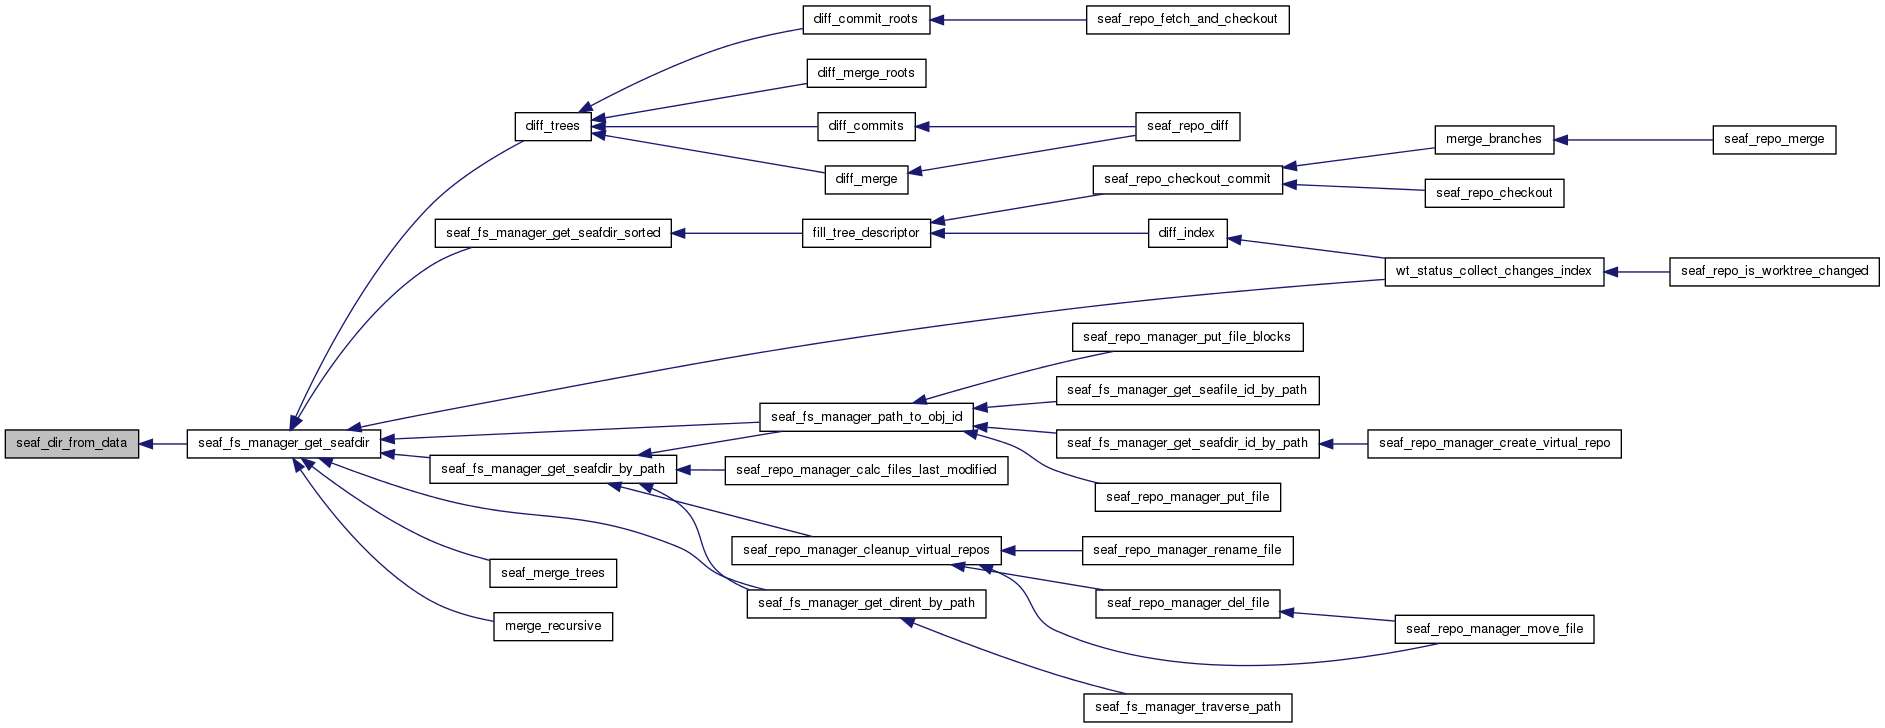 diff_commit_roots
seaf_repo_fetch_and_checkout
diff_merge_roots
diff_trees
diff_commits
seaf_repo_diff
merge_branches
seaf_repo_merge
diff_merge
seaf_repo_checkout_commit
seaf_repo_checkout
seaf_fs_manager_get_seafdir_sorted
fill_tree_descriptor
diff_index
wt_status_collect_changes_index
seaf_repo_is_worktree_changed
seaf_repo_manager_put_file_blocks
seaf_fs_manager_get_seafile_id_by_path
seaf_fs_manager_path_to_obj_id
seaf_dir_from_data
seaf_fs_manager_get_seafdir
seaf_fs_manager_get_seafdir_id_by_path
seaf_repo_manager_create_virtual_repo
seaf_fs_manager_get_seafdir_by_path
seaf_repo_manager_calc_files_last_modified
seaf_repo_manager_put_file
seaf_repo_manager_cleanup_virtual_repos
seaf_repo_manager_rename_file
seaf_merge_trees
seaf_fs_manager_get_dirent_by_path
seaf_repo_manager_del_file
merge_recursive
seaf_repo_manager_move_file
seaf_fs_manager_traverse_path